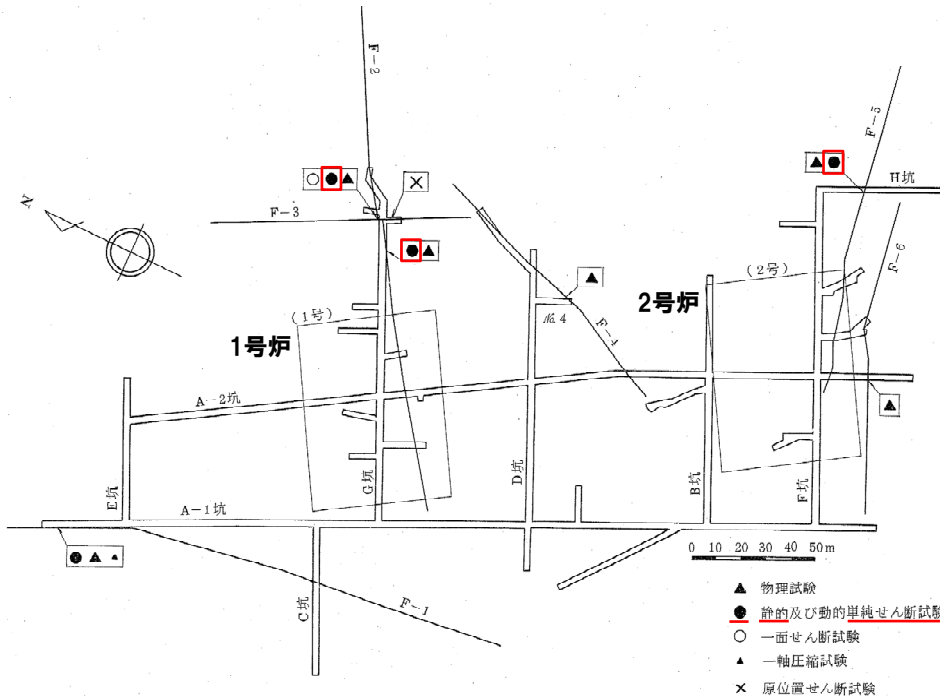 F-2
F-5
H坑
F-3
N
F-6
(2号)
2号炉
(1号)
1号炉
No.4
F-4
A-2坑
E坑
G坑
D坑
B坑
F坑
A-1坑
0 10 20 30 40 50m
C坑
F-1
▲ 物理試験
● 静的及び動的単純せん断試験
○ 一面せん断試験
▲ 一軸圧縮試験
× 原位置せん断試験